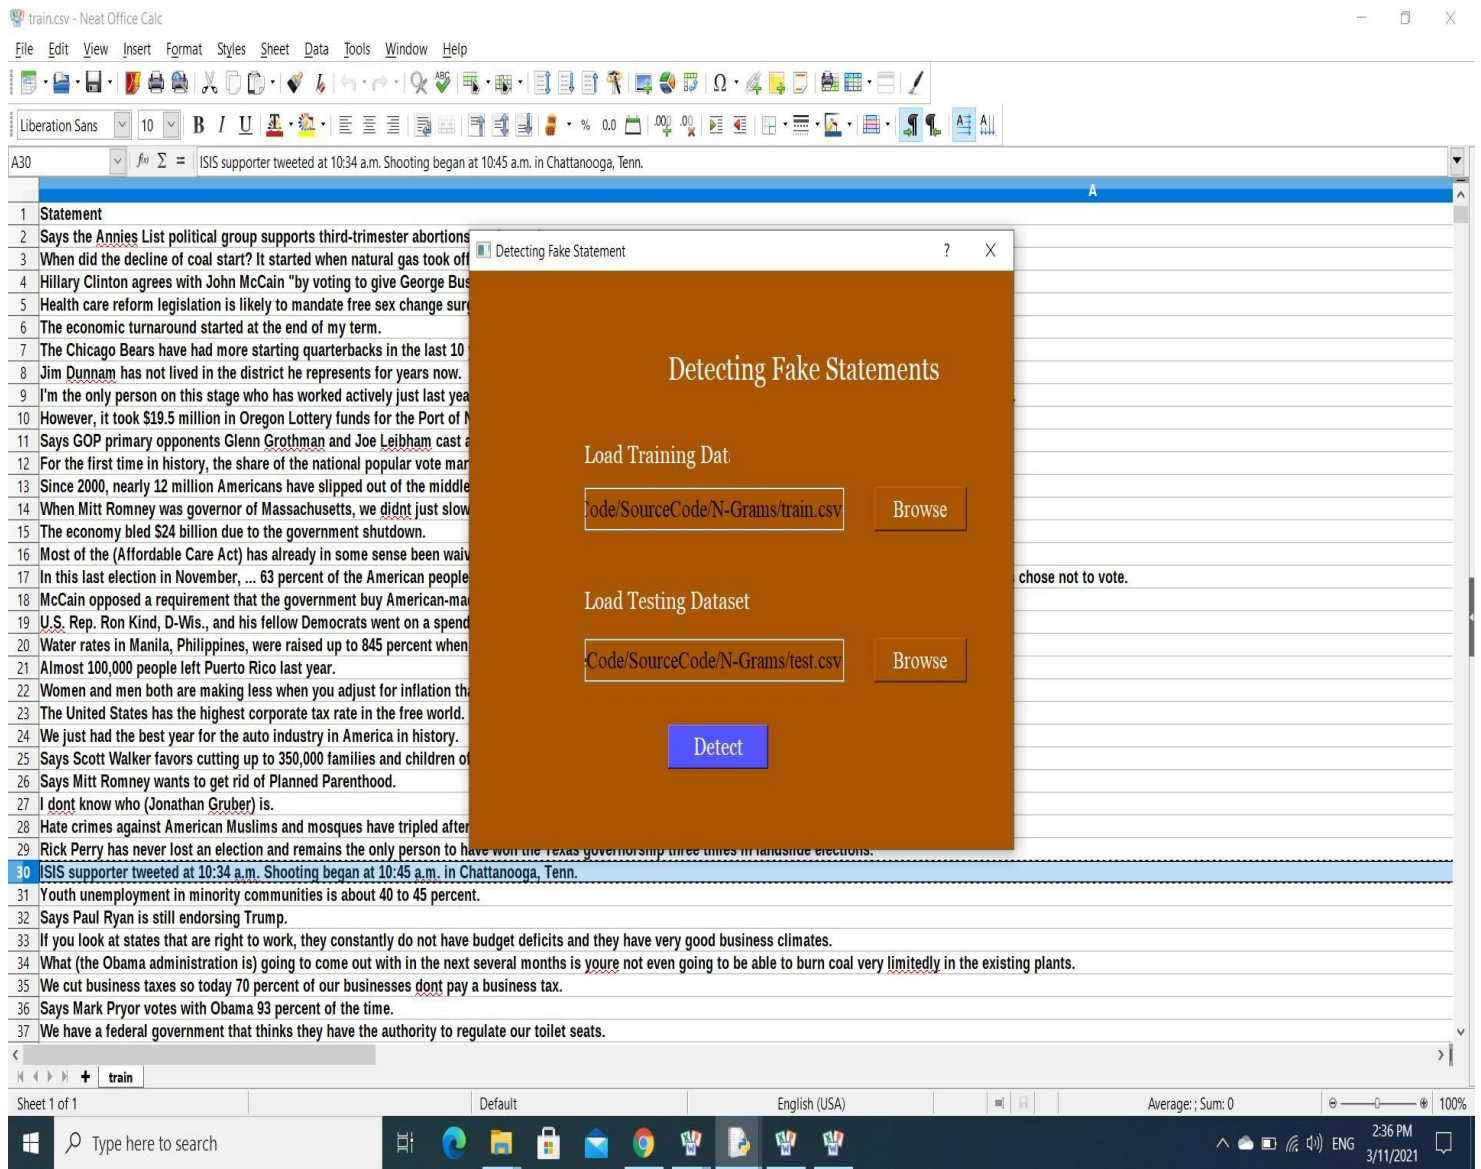 train.csv - Neat Office Calc
File Edit View Insert Format Styles Sheet Data Tools Window Help
Liberation Sans 10 B I U % 0.0
A30 = ISIS supporter tweeted at 10:34 a.m. Shooting began at 10:45 a.m. in Chattanooga, Tenn.
A
1 Statement
2 Says the Annies List political group supports third-trimester abortions
3 When did the decline of coal start? It started when natural gas took off
4 Hillary Clinton agrees with John McCain "by voting to give George Bus
5 Health care reform legislation is likely to mandate free sex change surg
6 The economic turnaround started at the end of my term.
7 The Chicago Bears have had more starting quarterbacks in the last 10
8 Jim Dunnam has not lived in the district he represents for years now.
9 I'm the only person on this stage who has worked actively just last yea
10 However, it took $19.5 million in Oregon Lottery funds for the Port of N
11 Says GOP primary opponents Glenn Grothman and Joe Leibham cast a
12 For the first time in history, the share of the national popular vote mar
13 Since 2000, nearly 12 million Americans have slipped out of the middle
14 When Mitt Romney was governor of Massachusetts, we didnt just slow
15 The economy bled $24 billion due to the government shutdown.
16 Most of the (Affordable Care Act) has already in some sense been waiv
17 In this last election in November, ... 63 percent of the American people chose not to vote.
18 McCain opposed a requirement that the government buy American-ma
19 U.S. Rep. Ron Kind, D-Wis., and his fellow Democrats went on a spend
20 Water rates in Manila, Philippines, were raised up to 845 percent when
21 Almost 100,000 people left Puerto Rico last year.
22 Women and men both are making less when you adjust for inflation tha
23 The United States has the highest corporate tax rate in the free world.
24 We just had the best year for the auto industry in America in history.
25 Says Scott Walker favors cutting up to 350,000 families and children of
26 Says Mitt Romney wants to get rid of Planned Parenthood.
27 I dont know who (Jonathan Gruber) is.
28 Hate crimes against American Muslims and mosques have tripled after
29 Rick Perry has never lost an election and remains the only person to have won the Texas governorship three times in landslide elections.
30 ISIS supporter tweeted at 10:34 a.m. Shooting began at 10:45 a.m. in Chattanooga, Tenn.
31 Youth unemployment in minority communities is about 40 to 45 percent.
32 Says Paul Ryan is still endorsing Trump.
33 If you look at states that are right to work, they constantly do not have budget deficits and they have very good business climates.
34 What (the Obama administration is) going to come out with in the next several months is youre not even going to be able to burn coal very limitedly in the existing plants.
35 We cut business taxes so today 70 percent of our businesses dont pay a business tax.
36 Says Mark Pryor votes with Obama 93 percent of the time.
37 We have a federal government that thinks they have the authority to regulate our toilet seats.
Detecting Fake Statement ? X
Detecting Fake Statements
Load Training Dat
Code/SourceCode/N-Grams/train.csv Browse
Load Testing Dataset
Code/SourceCode/N-Grams/test.csv Browse
Detect
train
Sheet 1 of 1 Default English (USA) Average: ; Sum: 0 100%
Type here to search ENG 2:36 PM
3/11/2021